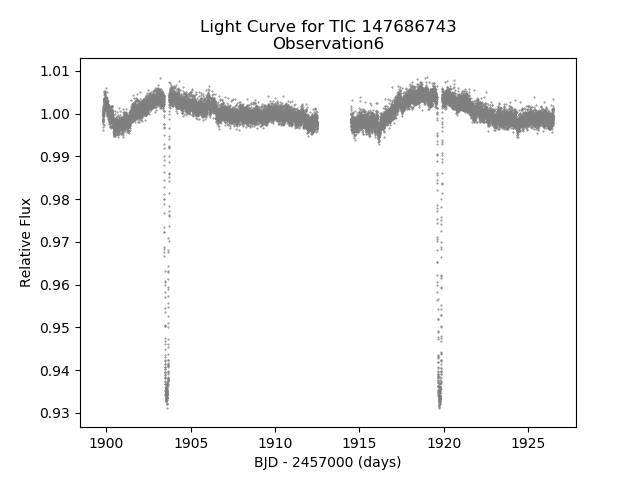 Light Curve for TIC 147686743
Observation6
1.01
1.00
0.99
0.98
0.97
0.96
0.95
0.94
0.93
Relative Flux
1900 1905 1910 1915 1920 1925
BJD - 2457000 (days)